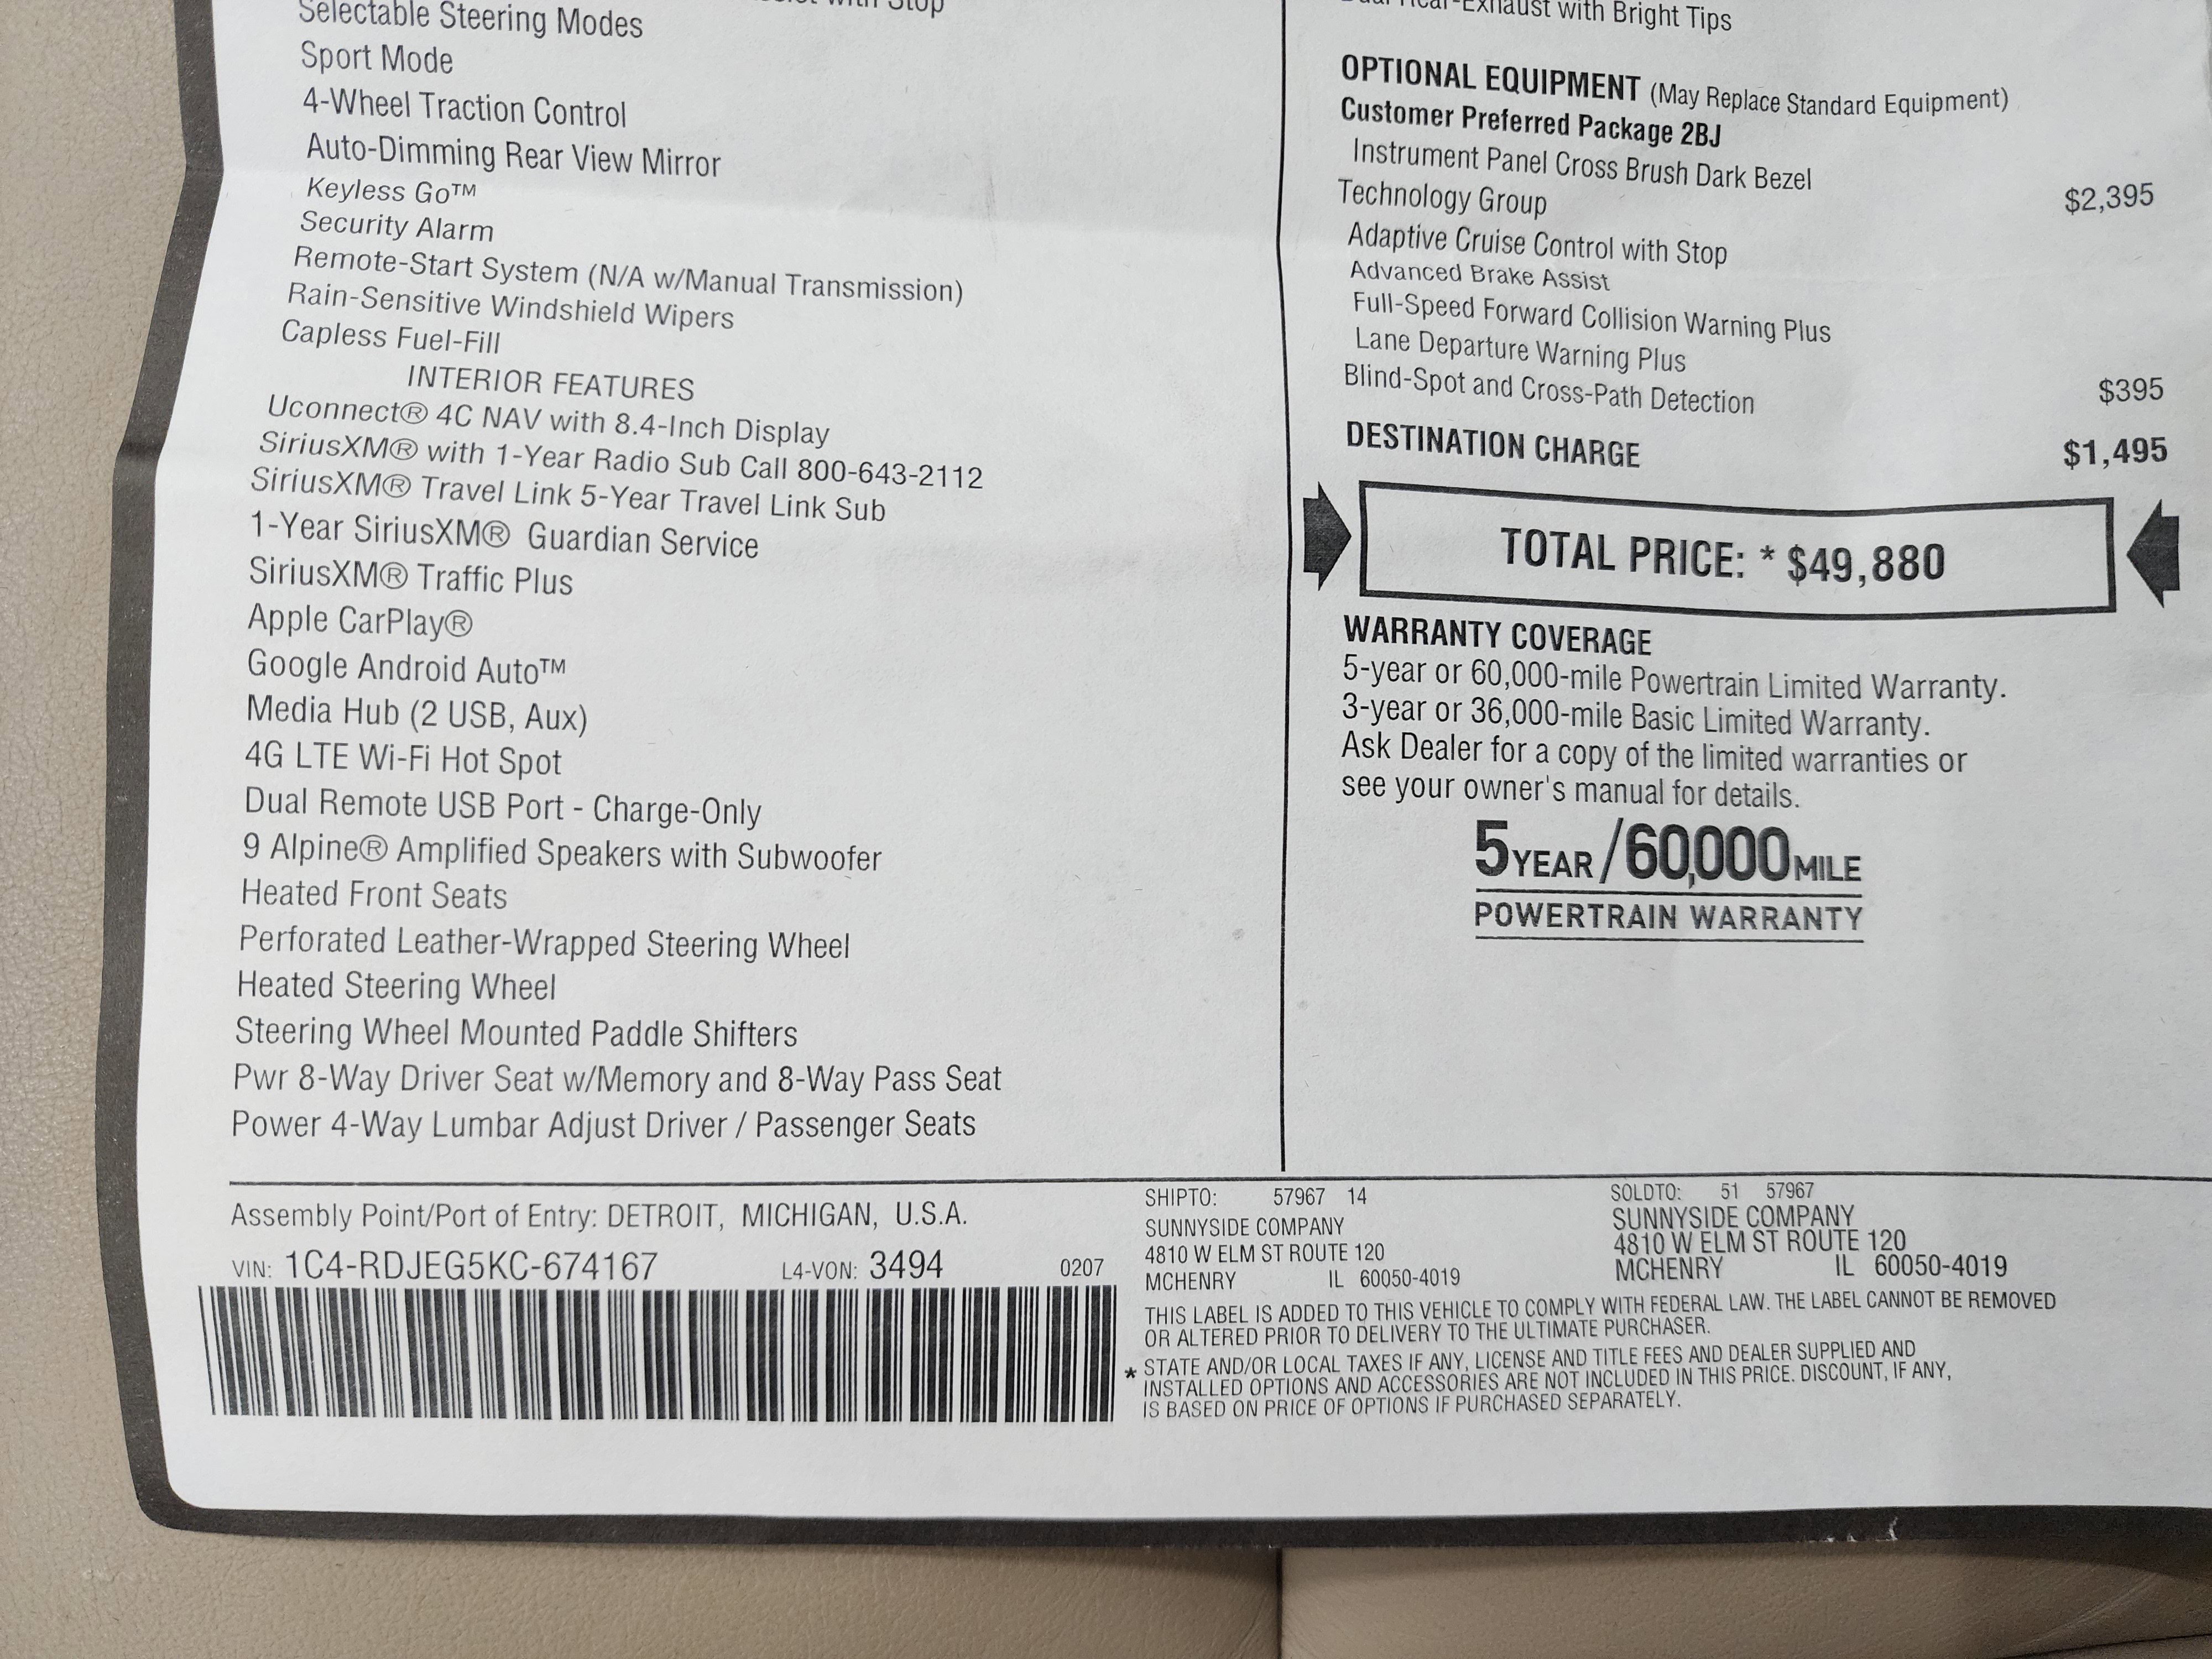 with Stop
Selectable Steering Modes
Sport Mode
4-Wheel Traction Control
Auto-Dimming Rear View Mirror
Keyless Go™
Security Alarm
Remote-Start System (N/A w/Manual Transmission)
Rain-Sensitive Windshield Wipers
Capless Fuel-Fill
INTERIOR FEATURES
Uconnect® 4C NAV with 8.4-Inch Display
SiriusXM® with 1-Year Radio Sub Call 800-643-2112
SiriusXM® Travel Link 5-Year Travel Link Sub
1-Year SiriusXM® Guardian Service
SiriusXM® Traffic Plus
Apple CarPlay®
Google Android Auto™
Media Hub (2 USB, Aux)
4G LTE Wi-Fi Hot Spot
Dual Remote USB Port - Charge-Only
9 Alpine® Amplified Speakers with Subwoofer
Heated Front Seats
Perforated Leather-Wrapped Steering Wheel
Heated Steering Wheel
Steering Wheel Mounted Paddle Shifters
Pwr 8-Way Driver Seat w/Memory and 8-Way Pass Seat
Power 4-Way Lumbar Adjust Driver / Passenger Seats
Dual Rear-Exhaust with Bright Tips
OPTIONAL EQUIPMENT (May Replace Standard Equipment)
Customer Preferred Package 2BJ
Instrument Panel Cross Brush Dark Bezel
Technology Group $2,395
Adaptive Cruise Control with Stop
Advanced Brake Assist
Full-Speed Forward Collision Warning Plus
Lane Departure Warning Plus
Blind-Spot and Cross-Path Detection $395
DESTINATION CHARGE $1,495
TOTAL PRICE: * $49,880
WARRANTY COVERAGE
5-year or 60,000-mile Powertrain Limited Warranty.
3-year or 36,000-mile Basic Limited Warranty.
Ask Dealer for a copy of the limited warranties or
see your owner's manual for details.
5 YEAR / 60,000 MILE
POWERTRAIN WARRANTY
Assembly Point/Port of Entry: DETROIT, MICHIGAN, U.S.A.
VIN: 1C4-RDJEG5KC-674167 L4-VON: 3494 0207
SHIPTO: 57967 14
SUNNYSIDE COMPANY
4810 W ELM ST ROUTE 120
MCHENRY IL 60050-4019
SOLDTO: 51 57967
SUNNYSIDE COMPANY
4810 W ELM ST ROUTE 120
MCHENRY IL 60050-4019
THIS LABEL IS ADDED TO THIS VEHICLE TO COMPLY WITH FEDERAL LAW. THE LABEL CANNOT BE REMOVED
OR ALTERED PRIOR TO DELIVERY TO THE ULTIMATE PURCHASER.
* STATE AND/OR LOCAL TAXES IF ANY, LICENSE AND TITLE FEES AND DEALER SUPPLIED AND
INSTALLED OPTIONS AND ACCESSORIES ARE NOT INCLUDED IN THIS PRICE. DISCOUNT, IF ANY,
IS BASED ON PRICE OF OPTIONS IF PURCHASED SEPARATELY.